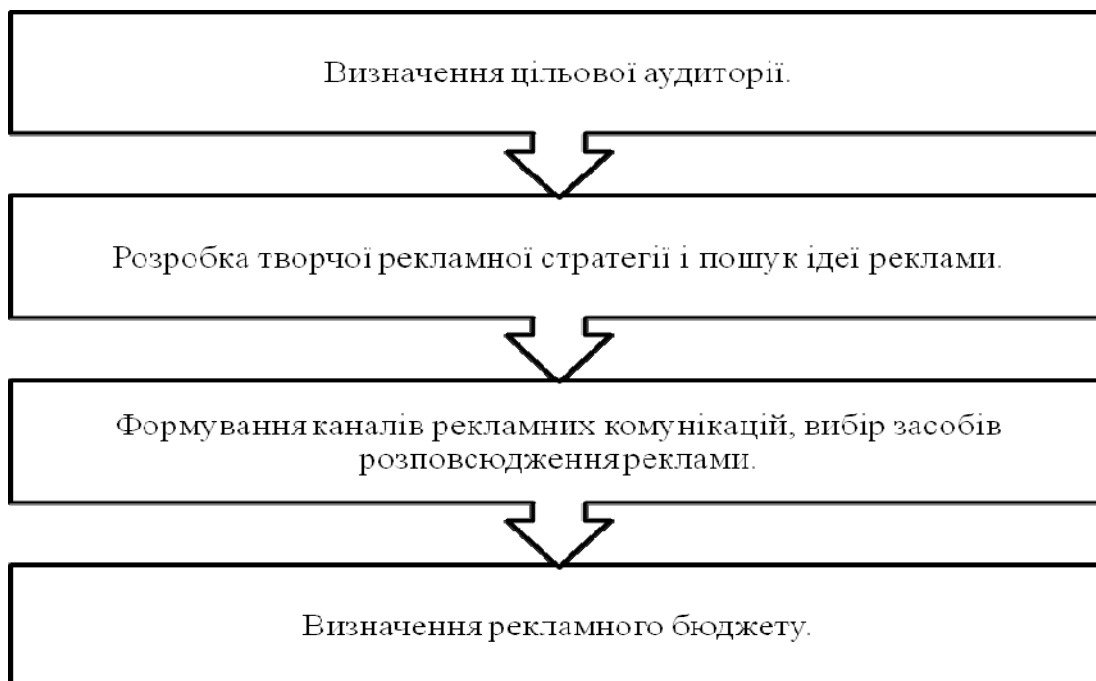 Визначення цільової аудиторії.
Розробка творчої рекламної стратегії і пошук ідеї реклами.
Формування каналів рекламних комунікацій, вибір засобів
розповсюдження реклами.
Визначення рекламного бюджету.